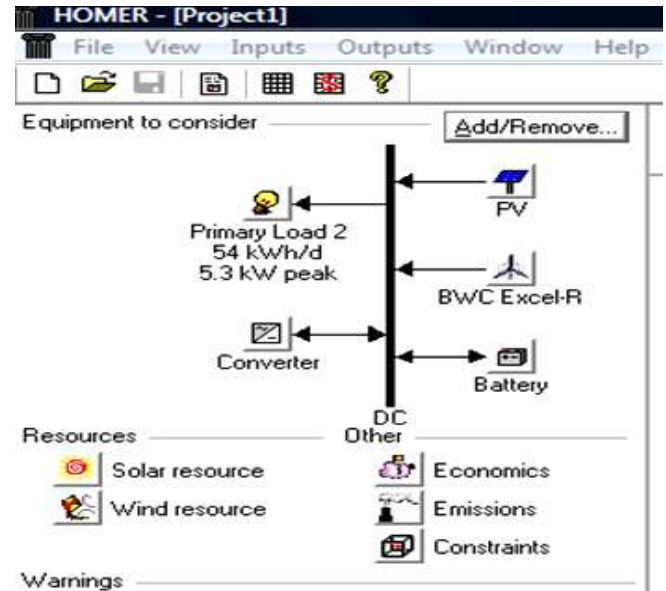 HOMER - [Project1]
File View Inputs Outputs Window Help
Equipment to consider Add/Remove...
PV
Primary Load 2
54 kWh/d
5.3 kW peak
BWC Excel-R
Converter
Battery
DC
Resources Other
Solar resource Economics
Wind resource Emissions
Constraints
Warnings